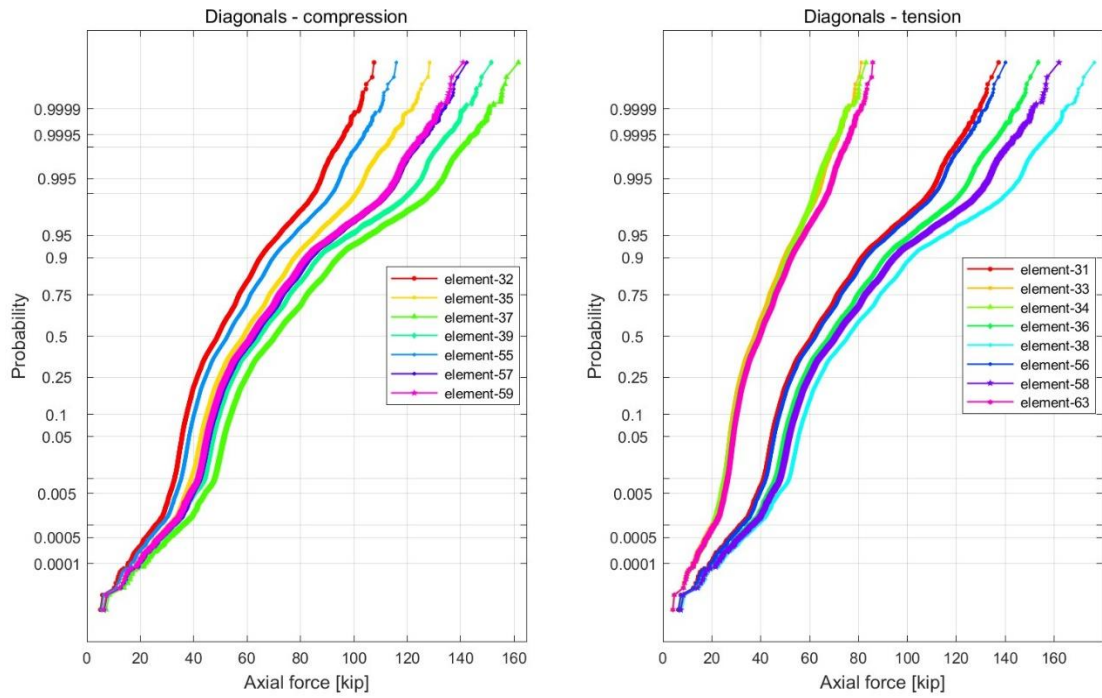 Diagonals - compression
Probability
0.9999
0.9995
0.995
0.95
0.9
0.75
0.5
0.25
0.1
0.05
0.005
0.0005
0.0001
element-32
element-35
element-37
element-39
element-55
element-57
element-59
0 20 40 60 80 100 120 140 160
Axial force [kip]
Diagonals - tension
Probability
0.9999
0.9995
0.995
0.95
0.9
0.75
0.5
0.25
0.1
0.05
0.005
0.0005
0.0001
element-31
element-33
element-34
element-36
element-38
element-56
element-58
element-63
0 20 40 60 80 100 120 140 160 180
Axial force [kip]